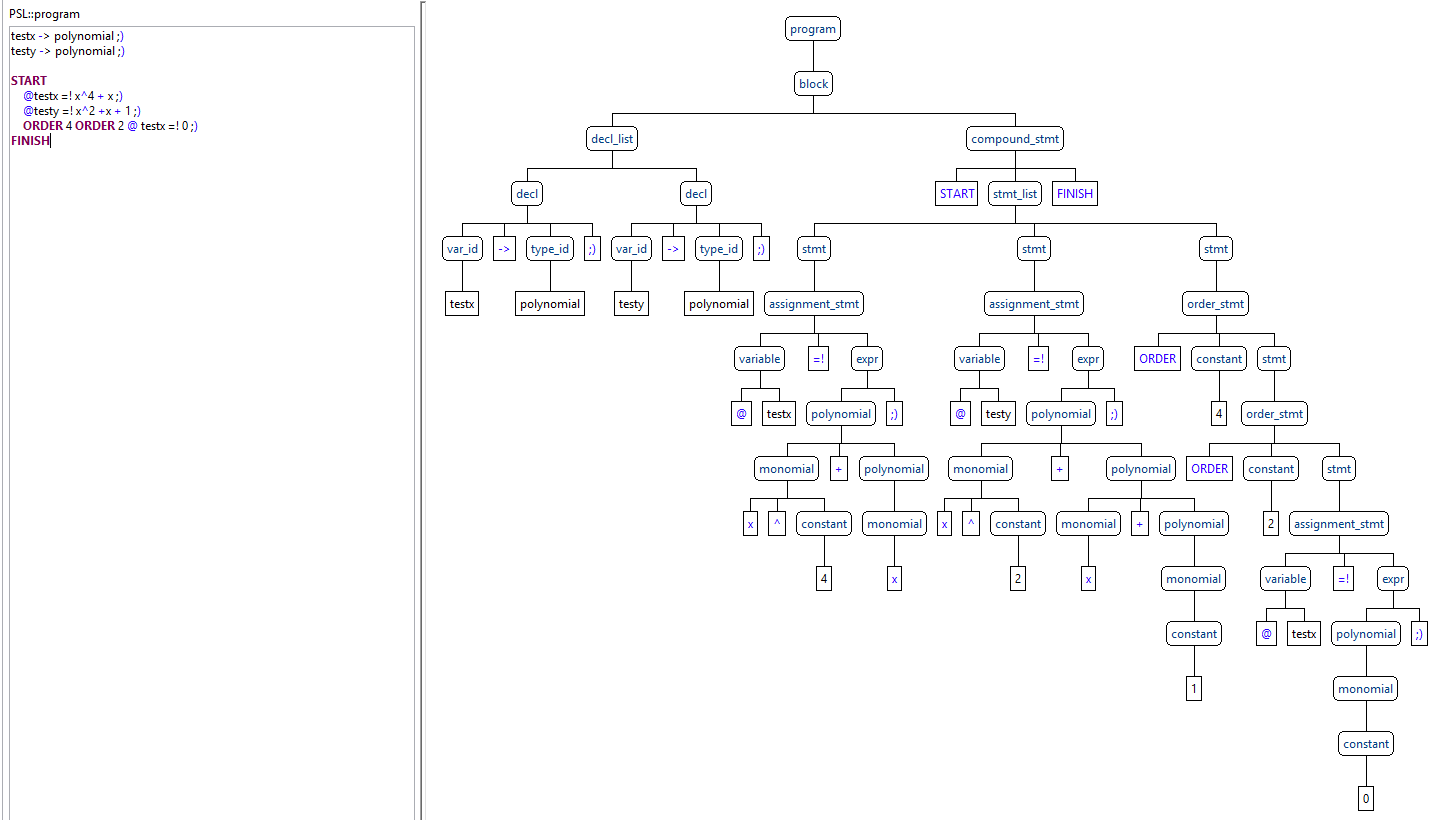 PSL::program
testx -> polynomial ;)
testy -> polynomial ;)
START
@testx =! x^4 + x ;)
@testy =! x^2 +x + 1 ;)
ORDER 4 ORDER 2 @ testx =! 0 ;)
FINISH
program
block
decl_list compound_stmt
decl decl START stmt_list FINISH
var_id -> type_id ;) var_id -> type_id ;) stmt stmt stmt
testx polynomial testy polynomial assignment_stmt assignment_stmt order_stmt
variable =! expr variable =! expr ORDER constant stmt
@ testx polynomial ;) @ testy polynomial ;) 4 order_stmt
monomial + polynomial monomial + polynomial ORDER constant stmt
x ^ constant monomial x ^ constant monomial + polynomial 2 assignment_stmt
4 x 2 x monomial variable =! expr
constant @ testx polynomial ;)
1 monomial
constant
0